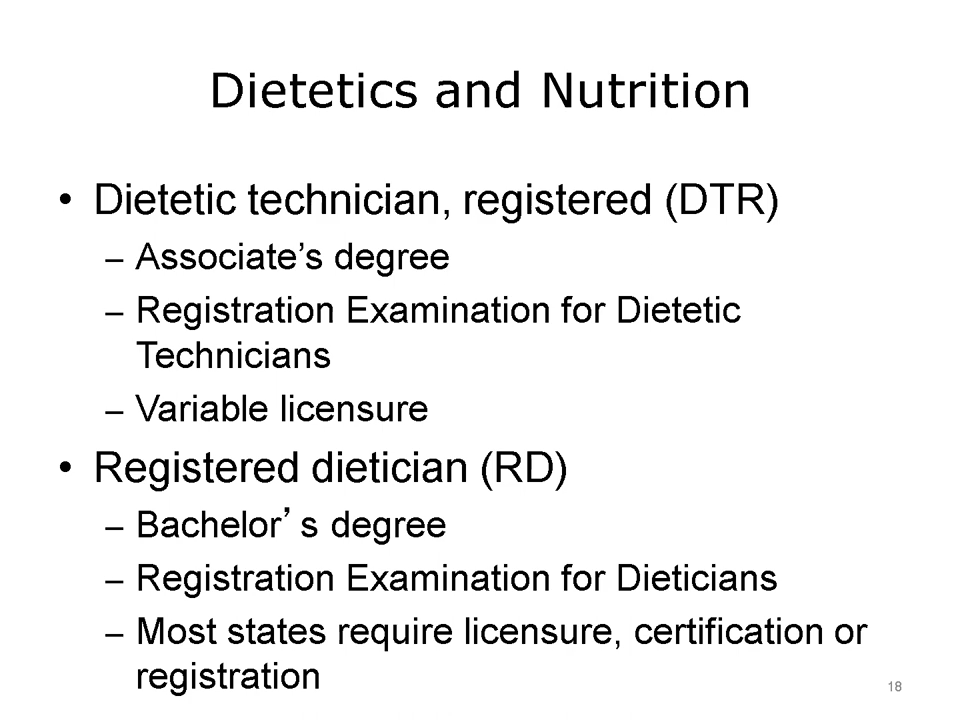 Dietetics and Nutrition
• Dietetic technician, registered (DTR)
– Associate’s degree
– Registration Examination for Dietetic
Technicians
– Variable licensure
• Registered dietician (RD)
– Bachelor’s degree
– Registration Examination for Dieticians
– Most states require licensure, certification or
registration
18